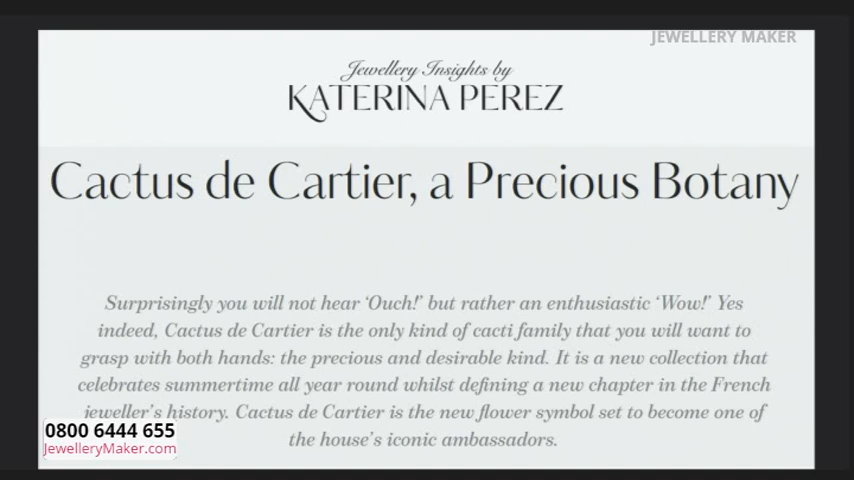 JEWELLERY MAKER
Jewellery Insights by
KATERINA PEREZ
Cactus de Cartier, a Precious Botany
Surprisingly you will not hear ‘Ouch!’ but rather an enthusiastic ‘Wow!’ Yes
indeed, Cactus de Cartier is the only kind of cacti family that you will want to
grasp with both hands: the precious and desirable kind. It is a new collection that
celebrates summertime all year round whilst defining a new chapter in the French
jeweller’s history. Cactus de Cartier is the new flower symbol set to become one of
the house’s iconic ambassadors.
0800 6444 655
JewelleryMaker.com